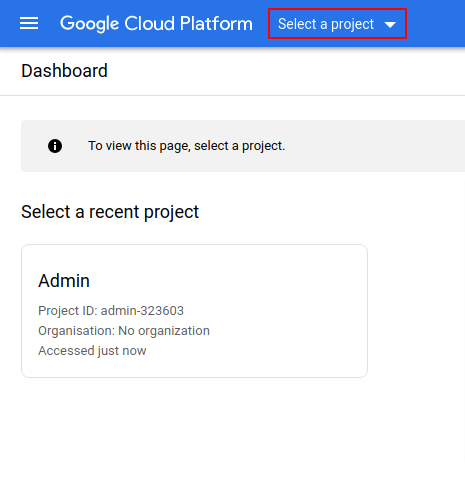 Google Cloud Platform Select a project
Dashboard
To view this page, select a project.
Select a recent project
Admin
Project ID: admin-323603
Organisation: No organization
Accessed just now